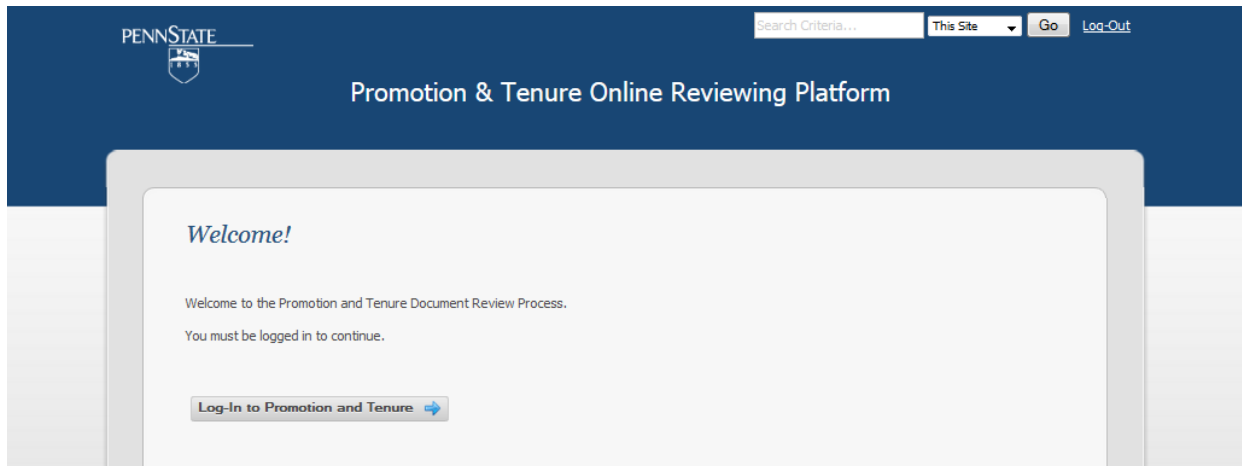 PENNSTATE
1855
Search Criteria... This Site Go Log-Out
Promotion & Tenure Online Reviewing Platform
Welcome!
Welcome to the Promotion and Tenure Document Review Process.
You must be logged in to continue.
Log-In to Promotion and Tenure